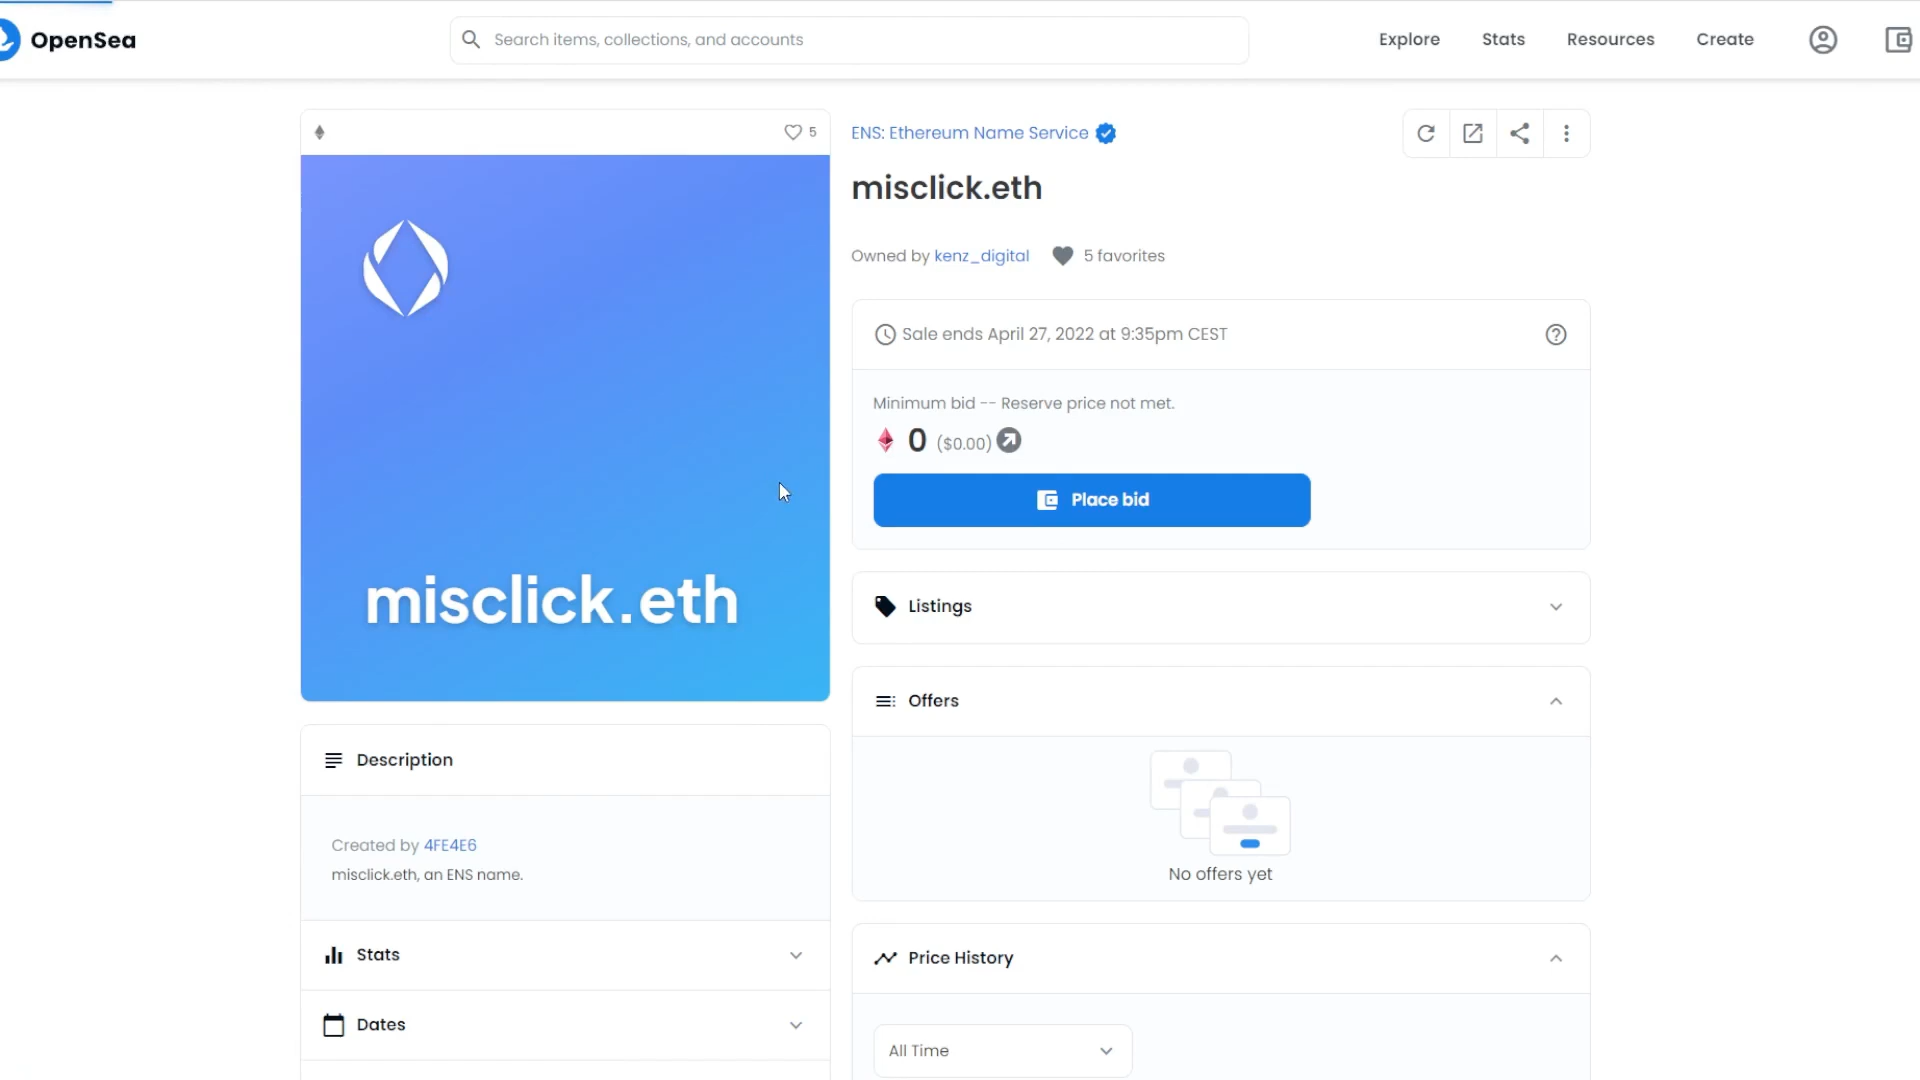 OpenSea
Search items, collections, and accounts
Explore
Stats
Resources
Create
5
misclick.eth
Description
Created by 4FE4E6
misclick.eth, an ENS name.
Stats
Dates
ENS: Ethereum Name Service
misclick.eth
Owned by kenz_digital
5 favorites
Sale ends April 27, 2022 at 9:35pm CEST
Minimum bid -- Reserve price not met.
0 ($0.00)
Place bid
Listings
Offers
No offers yet
Price History
All Time